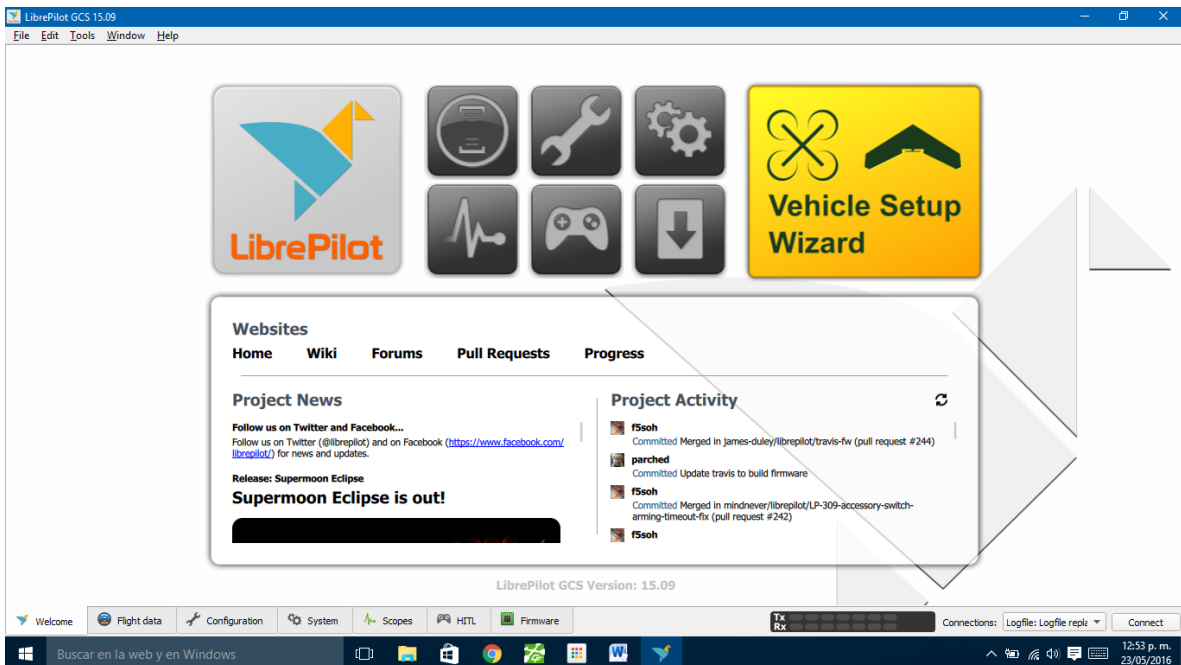 LibrePilot GCS 15.09
File Edit Tools Window Help
LibrePilot
Vehicle Setup
Wizard
Websites
Home Wiki Forums Pull Requests Progress
Project News
Follow us on Twitter and Facebook...
Follow us on Twitter (@librepilot) and on Facebook (https://www.facebook.com/
librepilot/) for news and updates.
Release: Supermoon Eclipse
Supermoon Eclipse is out!
Project Activity
f5soh
Committed Merged in james-duley/librepilot/travis-fw (pull request #244)
parched
Committed Update travis to build firmware
f5soh
Committed Merged in mindnever/librepilot/LP-309-accessory-switch-
arming-timeout-fix (pull request #242)
f5soh
LibrePilot GCS Version: 15.09
Welcome Flight data Configuration System Scopes HITL Firmware
Tx
Rx
Connections: Logfile: Logfile repla Connect
Buscar en la web y en Windows
12:53 p. m.
23/05/2016